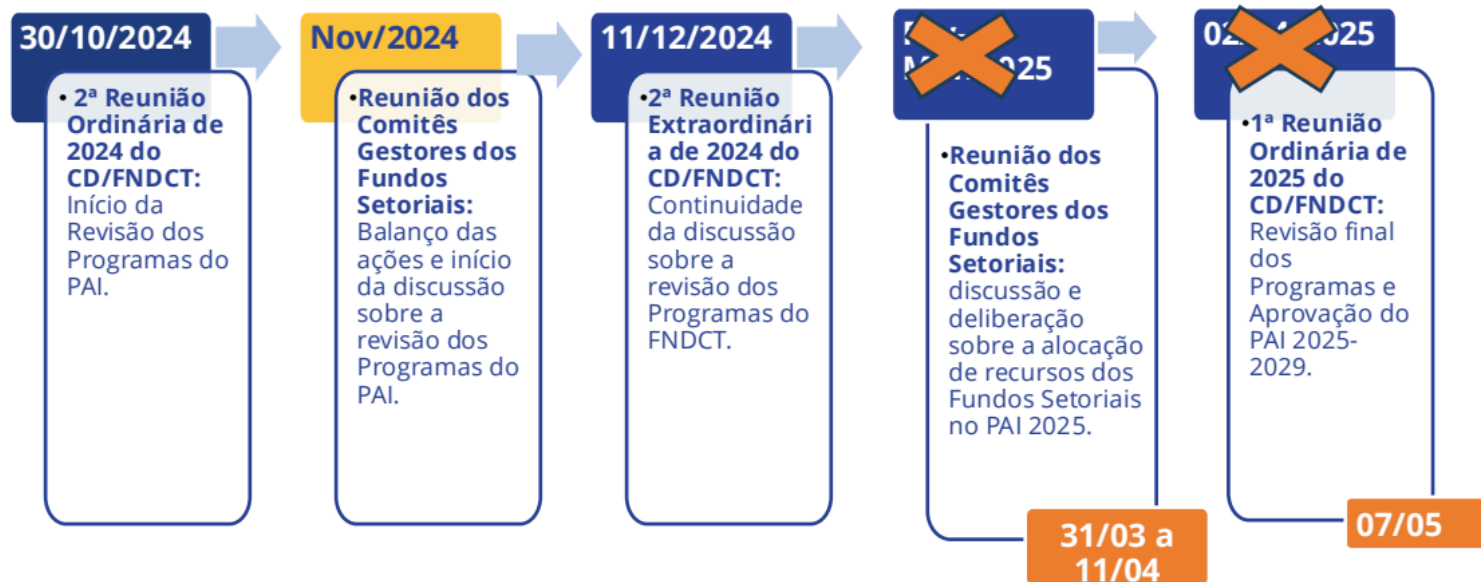 30/10/2024
• 2ª Reunião
Ordinária de
2024 do
CD/FNDCT:
Início da
Revisão dos
Programas do
PAI.
Nov/2024
•Reunião dos
Comitês
Gestores dos
Fundos
Setoriais:
Balanço das
ações e início
da discussão
sobre a
revisão dos
Programas do
PAI.
11/12/2024
•2ª Reunião
Extraordinári
a de 2024 do
CD/FNDCT:
Continuidade
da discussão
sobre a
revisão dos
Programas do
FNDCT.
•Reunião dos
Comitês
Gestores dos
Fundos
Setoriais:
discussão e
deliberação
sobre a alocação
de recursos dos
Fundos Setoriais
no PAI 2025.
31/03 a
11/04
•1ª Reunião
Ordinária de
2025 do
CD/FNDCT:
Revisão final
dos
Programas e
Aprovação do
PAI 2025-
2029.
07/05